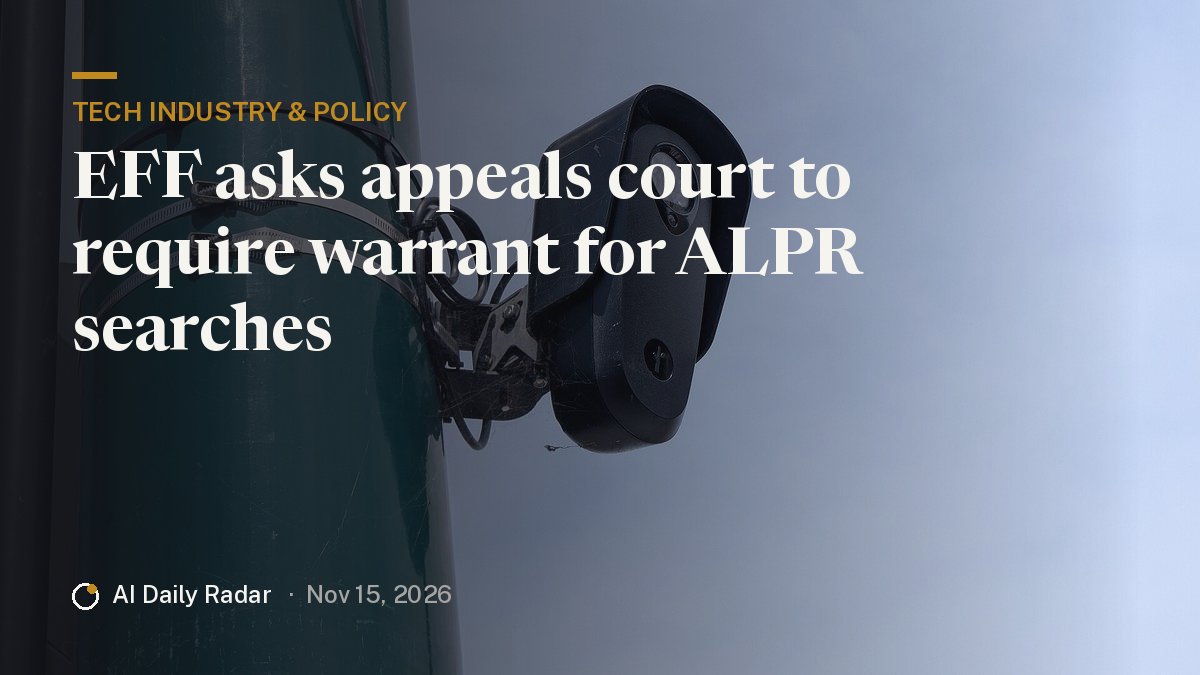 TECH INDUSTRY & POLICY
EFF asks appeals court to
require warrant for ALPR
searches
AI Daily Radar · Nov 15, 2026